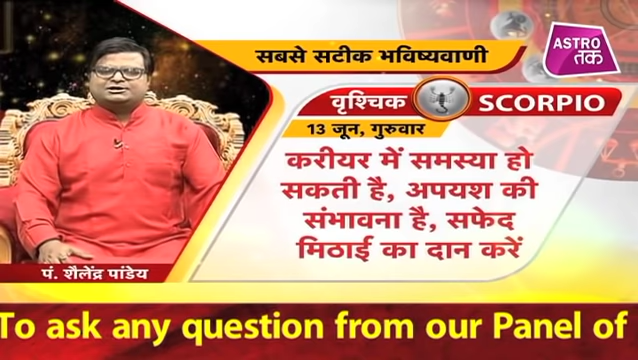 सबसे सटीक भविष्यवाणी
ASTRO
तक
वृश्चिक SCORPIO
13 जून, गुरुवार
करीयर में समस्या हो
सकती है, अपयश की
संभावना है, सफेद
मिठाई का दान करें
पं. शैलेंद्र पांडेय
To ask any question from our Panel of